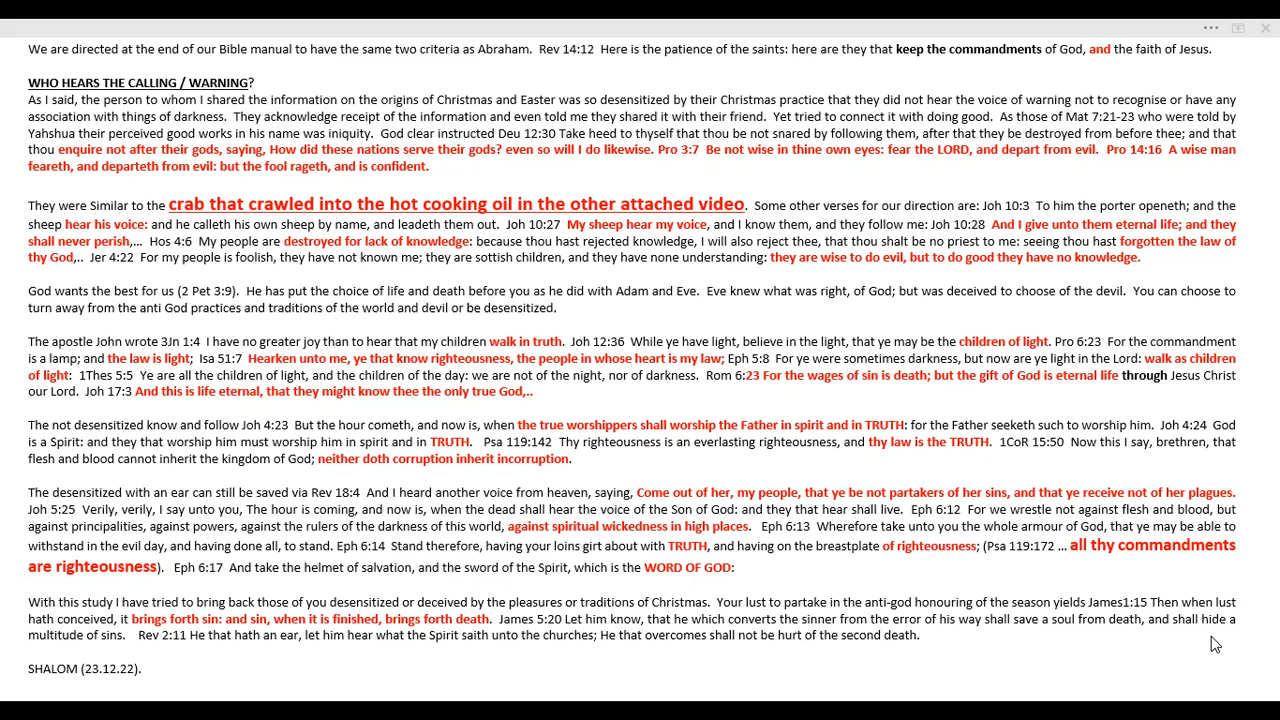 We are directed at the end of our Bible manual to have the same two criteria as Abraham.  Rev 14:12  Here is the patience of the saints: here are they that keep the commandments of God, and the faith of Jesus.
WHO HEARS THE CALLING / WARNING?
As I said, the person to whom I shared the information on the origins of Christmas and Easter was so desensitized by their Christmas practice that they did not hear the voice of warning not to recognise or have any
association with things of darkness.  They acknowledge receipt of the information and even told me they shared it with their friend.  Yet tried to connect it with doing good.  As those of Mat 7:21-23 who were told by
Yahshua their perceived good works in his name was iniquity.  God clear instructed Deu 12:30 Take heed to thyself that thou be not snared by following them, after that they be destroyed from before thee; and that
thou enquire not after their gods, saying, How did these nations serve their gods? even so will I do likewise. Pro 3:7  Be not wise in thine own eyes: fear the LORD, and depart from evil.  Pro 14:16  A wise man
feareth, and departeth from evil: but the fool rageth, and is confident.
They were Similar to the crab that crawled into the hot cooking oil in the other attached video.  Some other verses for our direction are: Joh 10:3  To him the porter openeth; and the
sheep hear his voice: and he calleth his own sheep by name, and leadeth them out.  Joh 10:27  My sheep hear my voice, and I know them, and they follow me: Joh 10:28  And I give unto them eternal life; and they
shall never perish,...  Hos 4:6  My people are destroyed for lack of knowledge: because thou hast rejected knowledge, I will also reject thee, that thou shalt be no priest to me: seeing thou hast forgotten the law of
thy God,..  Jer 4:22  For my people is foolish, they have not known me; they are sottish children, and they have none understanding: they are wise to do evil, but to do good they have no knowledge.
God wants the best for us (2 Pet 3:9).  He has put the choice of life and death before you as he did with Adam and Eve.  Eve knew what was right, of God; but was deceived to choose of the devil.  You can choose to
turn away from the anti God practices and traditions of the world and devil or be desensitized.
The apostle John wrote 3Jn 1:4  I have no greater joy than to hear that my children walk in truth.  Joh 12:36  While ye have light, believe in the light, that ye may be the children of light. Pro 6:23  For the commandment
is a lamp; and the law is light;  Isa 51:7  Hearken unto me, ye that know righteousness, the people in whose heart is my law; Eph 5:8  For ye were sometimes darkness, but now are ye light in the Lord: walk as children
of light:  1Thes 5:5  Ye are all the children of light, and the children of the day: we are not of the night, nor of darkness.  Rom 6:23 For the wages of sin is death; but the gift of God is eternal life through Jesus Christ
our Lord.  Joh 17:3 And this is life eternal, that they might know thee the only true God,..
The not desensitized know and follow Joh 4:23  But the hour cometh, and now is, when the true worshippers shall worship the Father in spirit and in TRUTH: for the Father seeketh such to worship him.  Joh 4:24  God
is a Spirit: and they that worship him must worship him in spirit and in TRUTH.   Psa 119:142  Thy righteousness is an everlasting righteousness, and thy law is the TRUTH.  1CoR 15:50  Now this I say, brethren, that
flesh and blood cannot inherit the kingdom of God; neither doth corruption inherit incorruption.
The desensitized with an ear can still be saved via Rev 18:4  And I heard another voice from heaven, saying, Come out of her, my people, that ye be not partakers of her sins, and that ye receive not of her plagues.
Joh 5:25  Verily, verily, I say unto you, The hour is coming, and now is, when the dead shall hear the voice of the Son of God: and they that hear shall live.  Eph 6:12  For we wrestle not against flesh and blood, but
against principalities, against powers, against the rulers of the darkness of this world, against spiritual wickedness in high places.   Eph 6:13  Wherefore take unto you the whole armour of God, that ye may be able to
withstand in the evil day, and having done all, to stand. Eph 6:14  Stand therefore, having your loins girt about with TRUTH, and having on the breastplate of righteousness; (Psa 119:172 ... all thy commandments
are righteousness).   Eph 6:17  And take the helmet of salvation, and the sword of the Spirit, which is the WORD OF GOD:
With this study I have tried to bring back those of you desensitized or deceived by the pleasures or traditions of Christmas.  Your lust to partake in the anti-god honouring of the season yields James1:15 Then when lust
hath conceived, it brings forth sin: and sin, when it is finished, brings forth death.  James 5:20 Let him know, that he which converts the sinner from the error of his way shall save a soul from death, and shall hide a
multitude of sins.    Rev 2:11 He that hath an ear, let him hear what the Spirit saith unto the churches; He that overcomes shall not be hurt of the second death.
SHALOM (23.12.22).